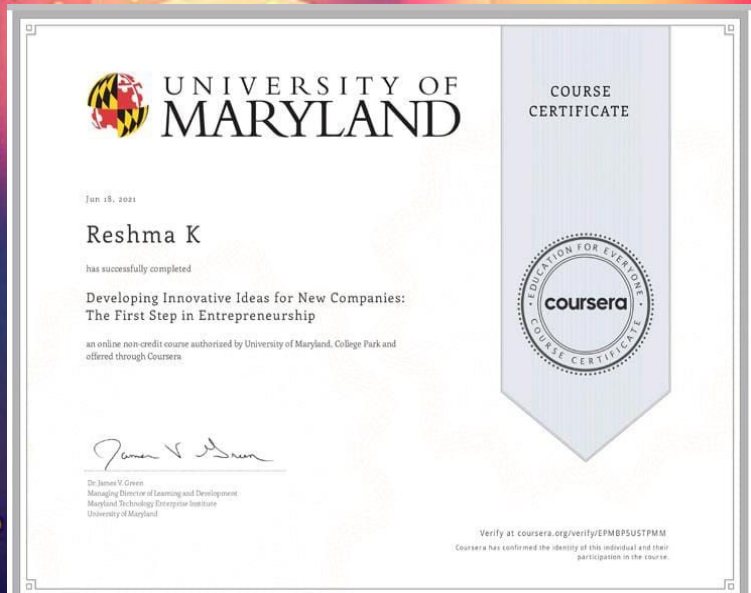 UNIVERSITY OF
MARYLAND
COURSE
CERTIFICATE
Jun 18, 2021
Reshma K
has successfully completed
Developing Innovative Ideas for New Companies:
The First Step in Entrepreneurship
an online non-credit course authorized by University of Maryland, College Park and
offered through Coursera
EDUCATION FOR EVERYONE
coursera
COURSE CERTIFICATE
James V Green
Dr. James V. Green
Managing Director of Learning and Development
Maryland Technology Enterprise Institute
University of Maryland
Verify at coursera.org/verify/EPMBPSUSTPMM
Coursera has confirmed the identity of this individual and their
participation in the course.